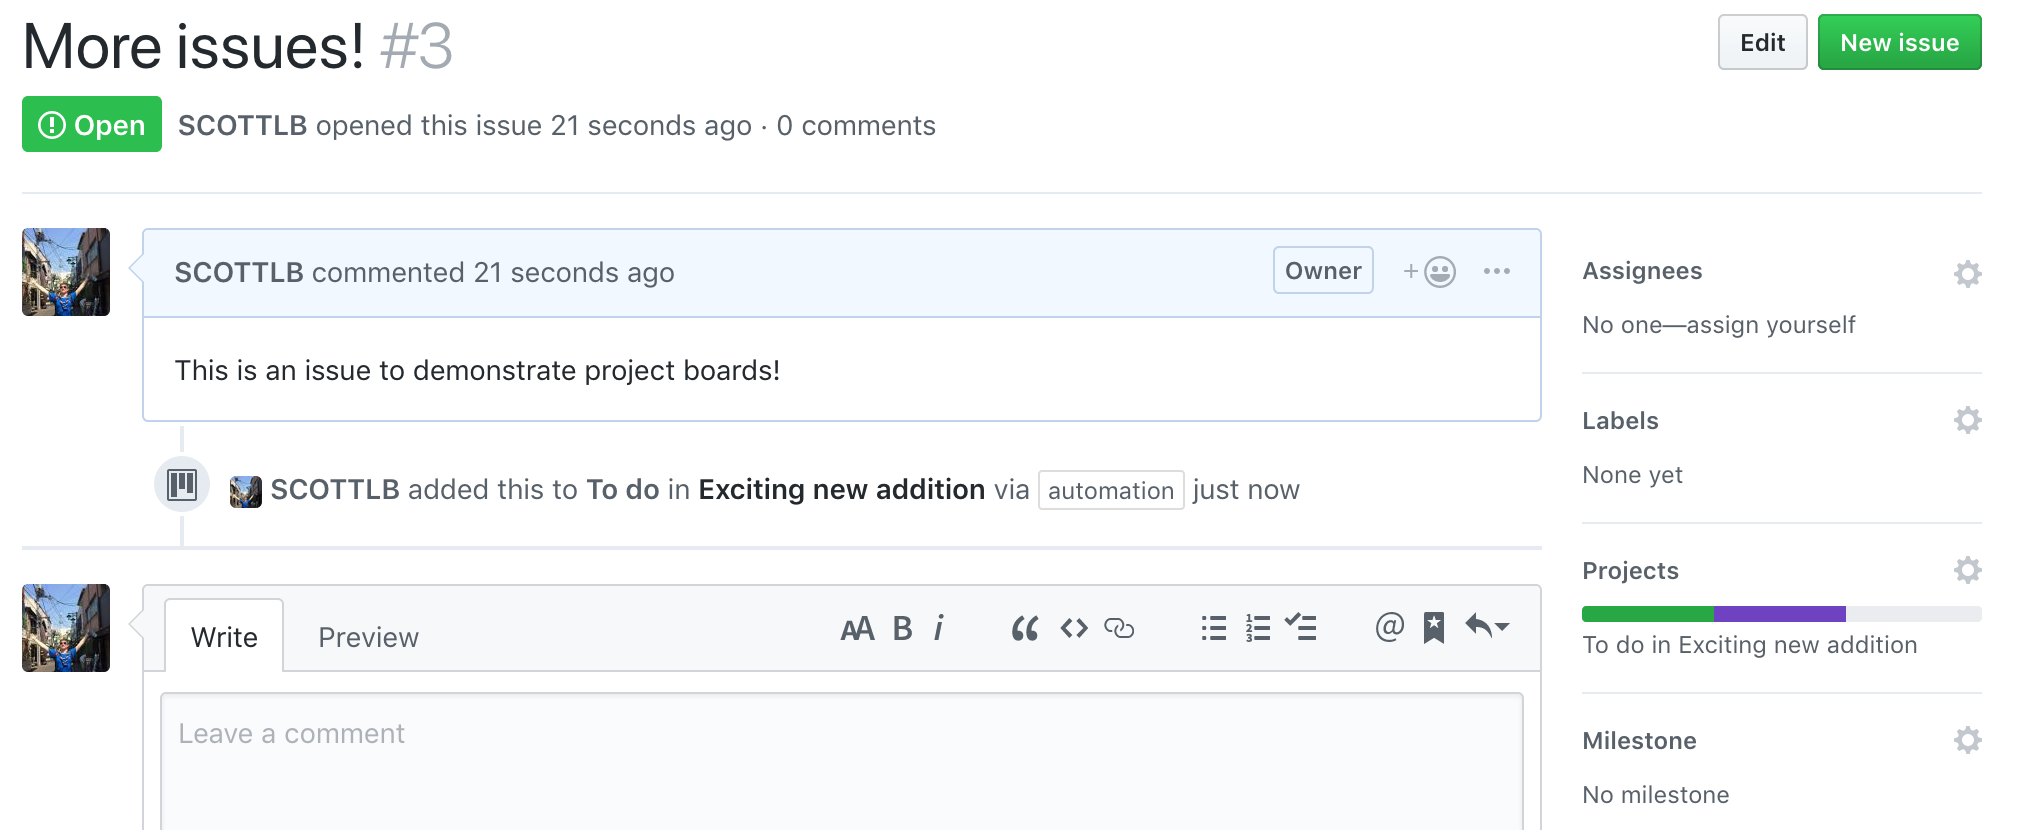 More issues! #3
Edit
New issue
Open
SCOTTLB opened this issue 21 seconds ago · 0 comments
SCOTTLB commented 21 seconds ago
Owner
This is an issue to demonstrate project boards!
SCOTTLB added this to To do in Exciting new addition via automation just now
Write
Preview
Leave a comment
Assignees
No one—assign yourself
Labels
None yet
Projects
To do in Exciting new addition
Milestone
No milestone